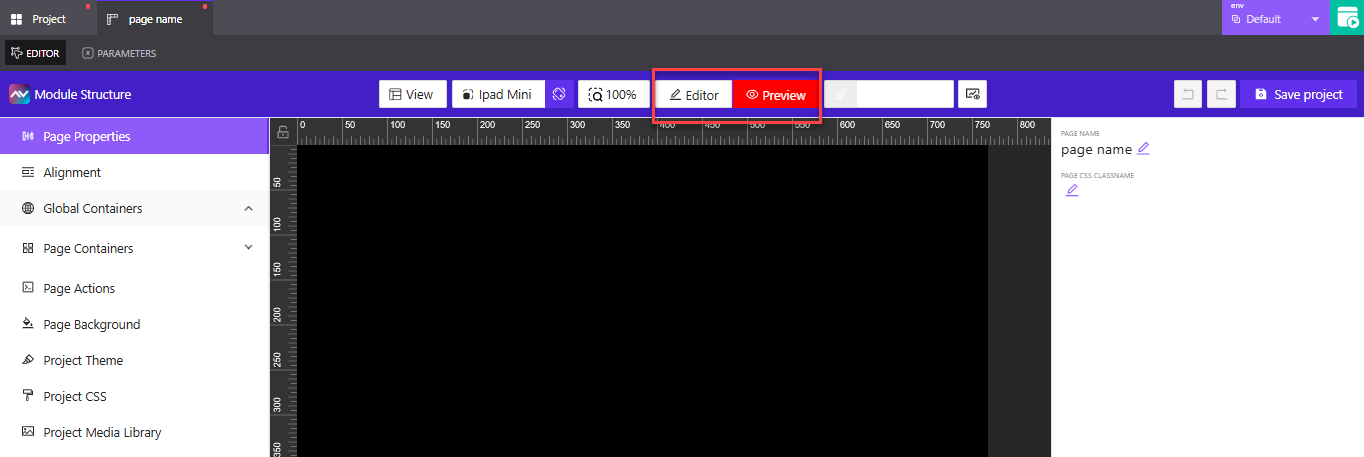 Project
page name
env
Default
EDITOR
PARAMETERS
Module Structure
View
Ipad Mini
100%
Editor
Preview
Save project
Page Properties
Alignment
Global Containers
Page Containers
Page Actions
Page Background
Project Theme
Project CSS
Project Media Library
0 50 100 150 200 250 300 350 400 450 500 550 600 650 700 750 800
50
100
150
200
250
300
350
PAGE NAME
page name
PAGE CSS CLASSNAME